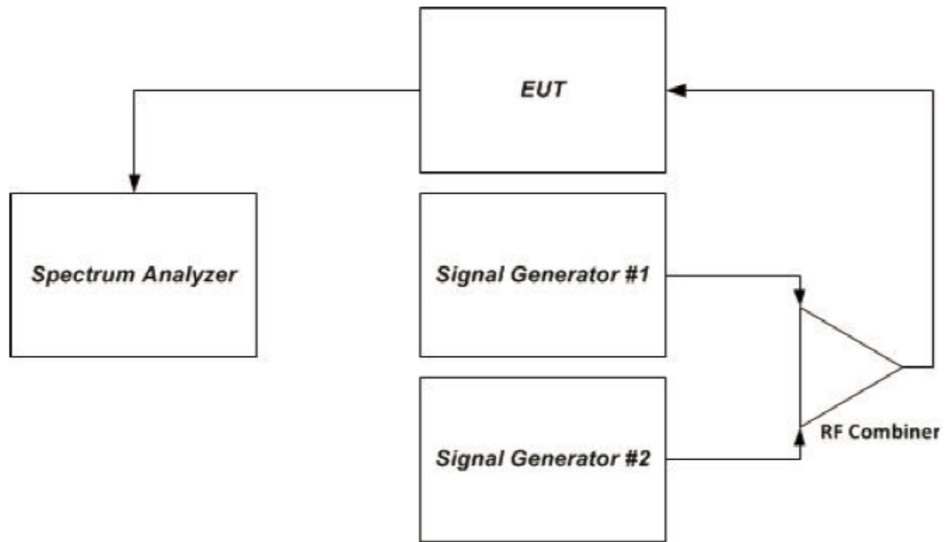 EUT
Spectrum Analyzer
Signal Generator #1
Signal Generator #2
RF Combiner